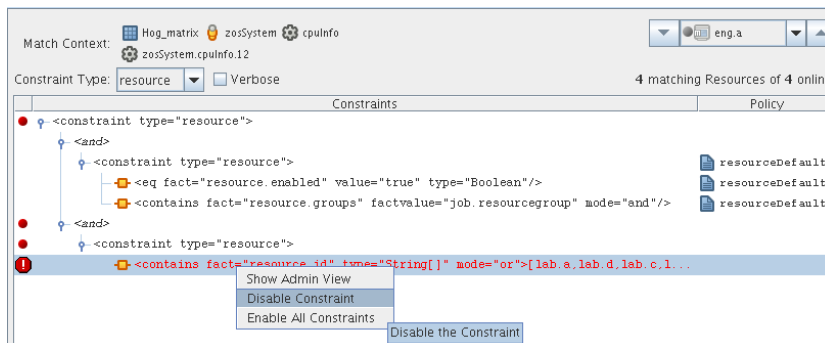 Match Context: Hog_matrix zosSystem cpuInfo
zosSystem.cpuInfo.12
eng.a
Constraint Type: resource Verbose
4 matching Resources of 4 onlin
Constraints Policy
<constraint type="resource">
<and>
<constraint type="resource">
<eq fact="resource.enabled" value="true" type="Boolean"/> resourceDefault
<contains fact="resource.groups" factvalue="job.resourcegroup" mode="and"/> resourceDefault
resourceDefault
<and>
<constraint type="resource">
<contains fact="resource.id" type="String[]" mode="or">[lab.a,lab.d,lab.c,l...
Show Admin View
Disable Constraint
Enable All Constraints
Disable the Constraint